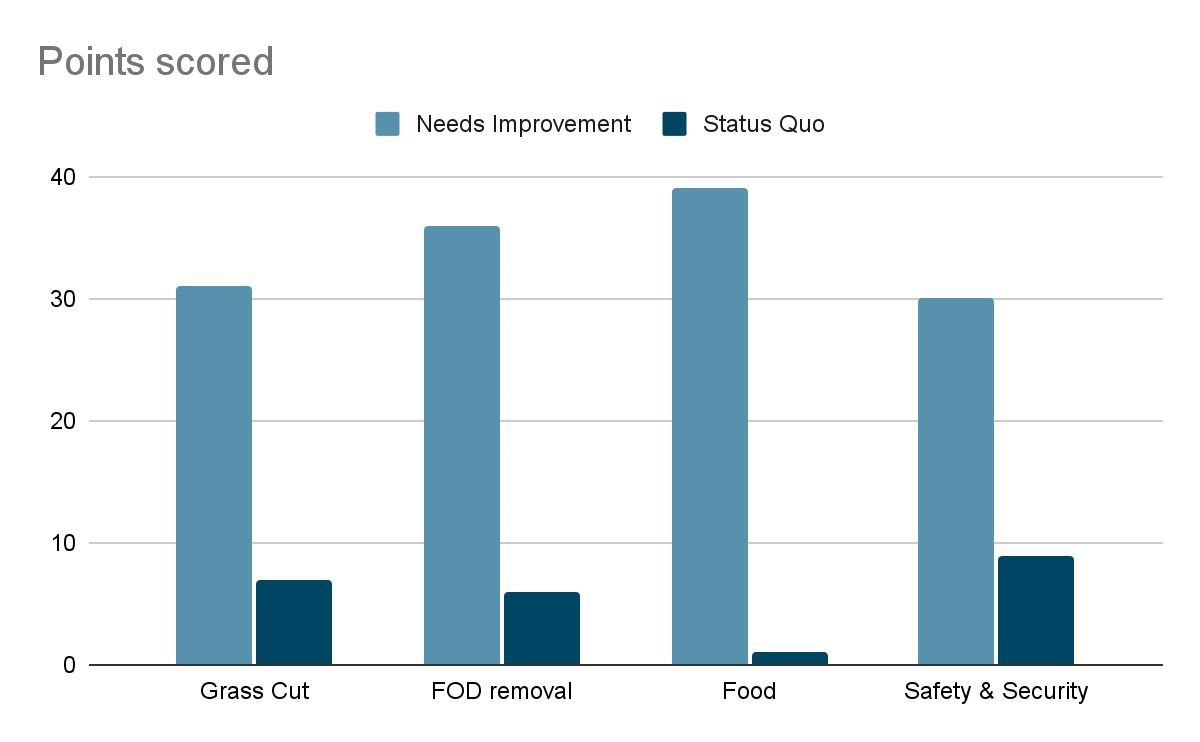 Points scored
Needs Improvement Status Quo
40
30
20
10
0
Grass Cut FOD removal Food Safety & Security